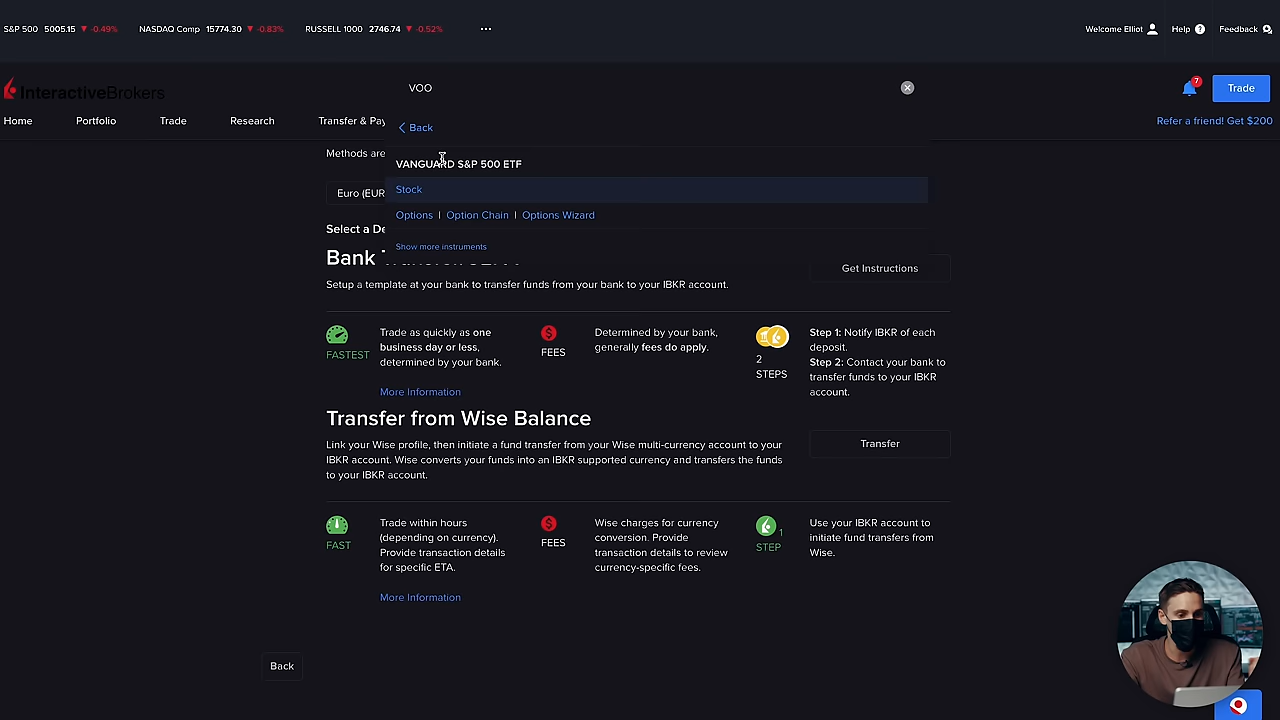 S&P 500 5005.15 ▼ -0.49% NASDAQ Comp 15774.30 ▼ -0.83% RUSSELL 1000 2746.74 ▼ -0.52% ••• Welcome Elliot Help ? Feedback
InteractiveBrokers VOO 7 Trade
Home Portfolio Trade Research Transfer & Pay Refer a friend! Get $200
Back
Methods are
VANGUARD S&P 500 ETF
Euro (EUR Stock
Options | Option Chain | Options Wizard
Select a De
Show more instruments
Bank
Get Instructions
Setup a template at your bank to transfer funds from your bank to your IBKR account.
FASTEST
Trade as quickly as one
business day or less,
determined by your bank.
More Information
$
FEES
Determined by your bank,
generally fees do apply.
2
STEPS
Step 1: Notify IBKR of each
deposit.
Step 2: Contact your bank to
transfer funds to your IBKR
account.
Transfer from Wise Balance
Link your Wise profile, then initiate a fund transfer from your Wise multi-currency account to your
IBKR account. Wise converts your funds into an IBKR supported currency and transfers the funds
to your IBKR account.
Transfer
FAST
Trade within hours
(depending on currency).
Provide transaction details
for specific ETA.
More Information
$
FEES
Wise charges for currency
conversion. Provide
transaction details to review
currency-specific fees.
1
STEP
Use your IBKR account to
initiate fund transfers from
Wise.
Back